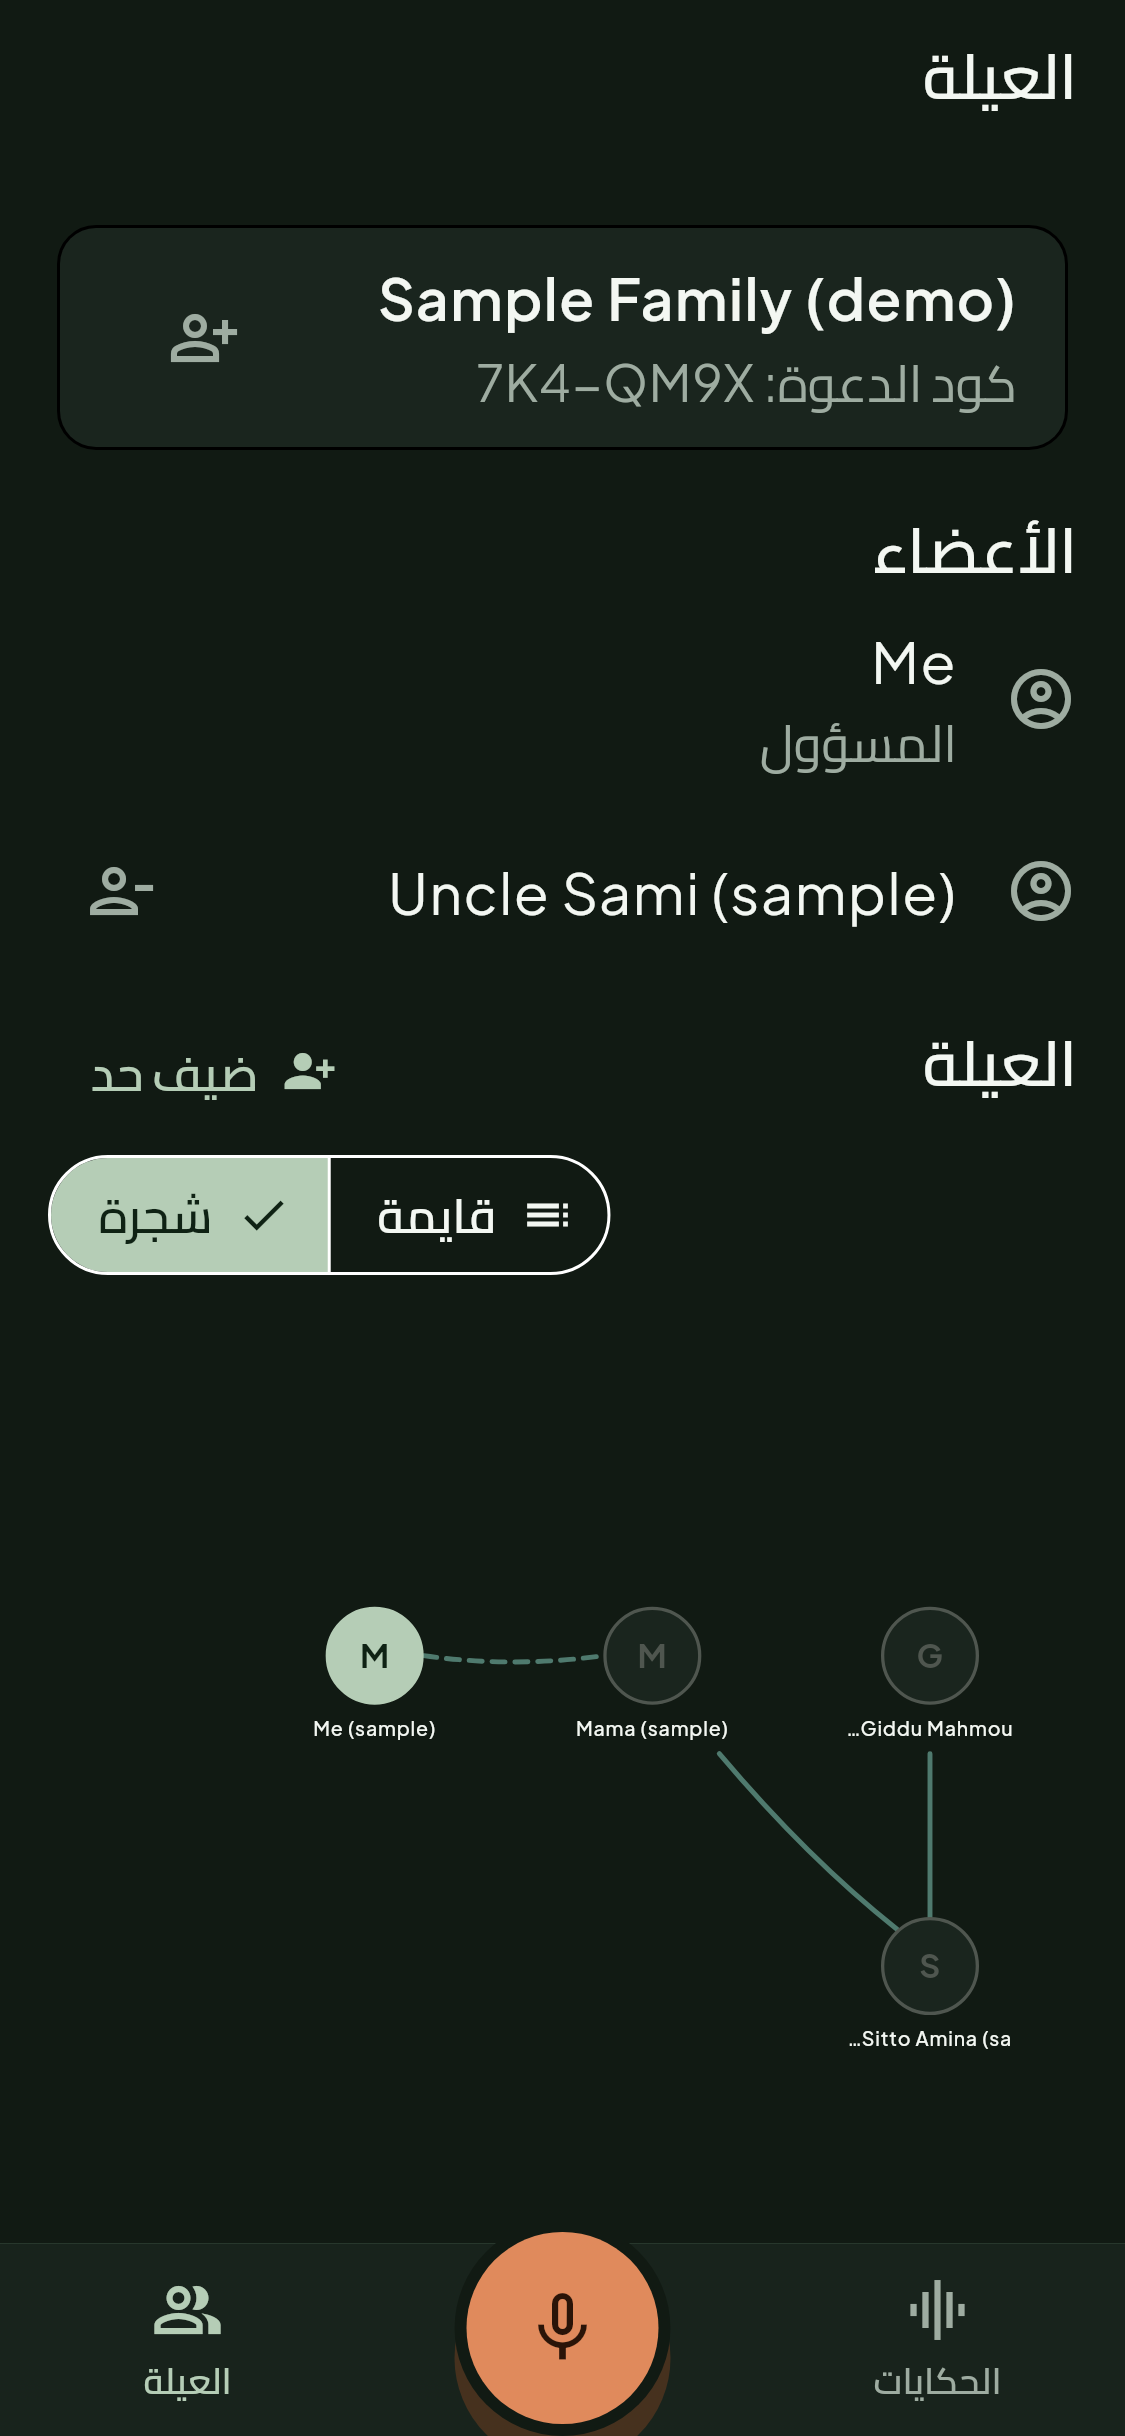 العيلة
Sample Family (demo)
كود الدعوة: 7K4-QM9X
الأعضاء
Me
المسؤول
Uncle Sami (sample)
العيلة
ضيف حد
قايمة
شجرة
G
M
M
Giddu Mahmou…
Mama (sample)
Me (sample)
S
Sitto Amina (sa…
الحكايات
العيلة